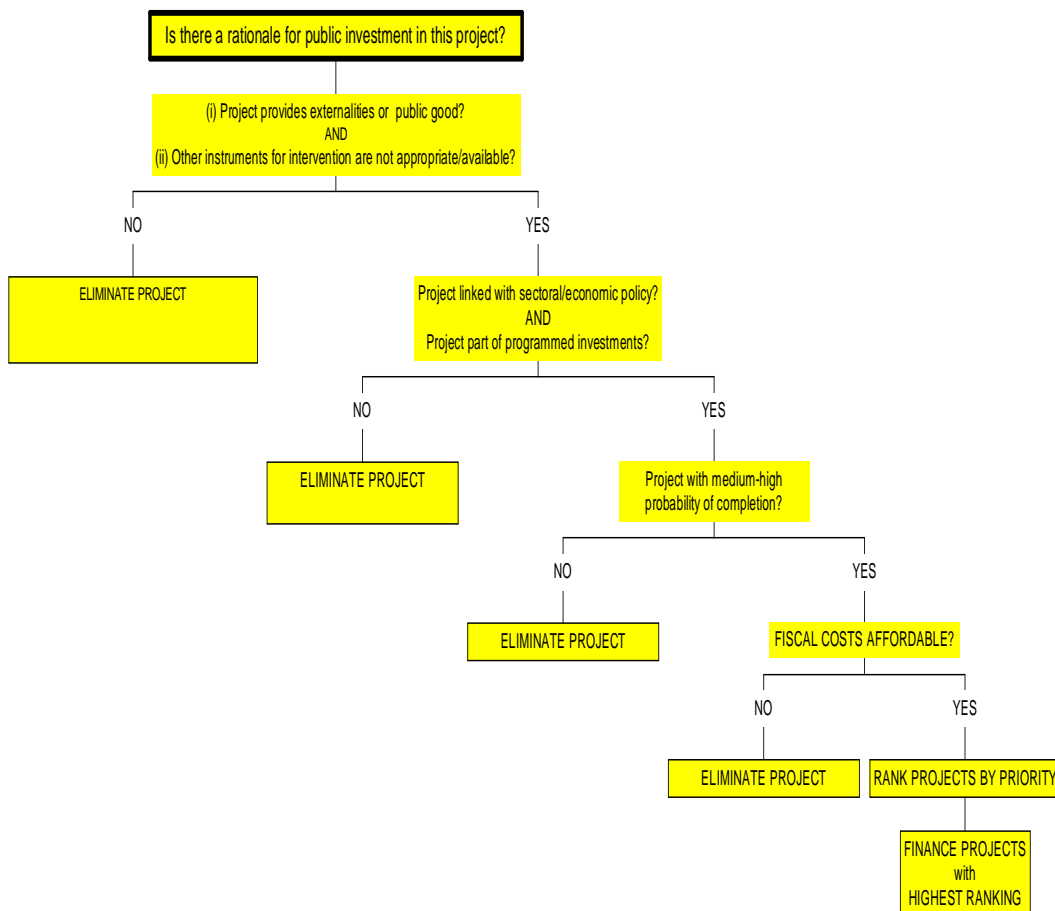 Is there a rationale for public investment in this project?
(i) Project provides externalities or public good?
AND
(ii) Other instruments for intervention are not appropriate/available?
NO
YES
ELIMINATE PROJECT
Project linked with sectoral/economic policy?
AND
Project part of programmed investments?
NO
YES
ELIMINATE PROJECT
Project with medium-high
probability of completion?
NO
YES
ELIMINATE PROJECT
FISCAL COSTS AFFORDABLE?
NO
YES
ELIMINATE PROJECT
RANK PROJECTS BY PRIORITY
FINANCE PROJECTS
with
HIGHEST RANKING